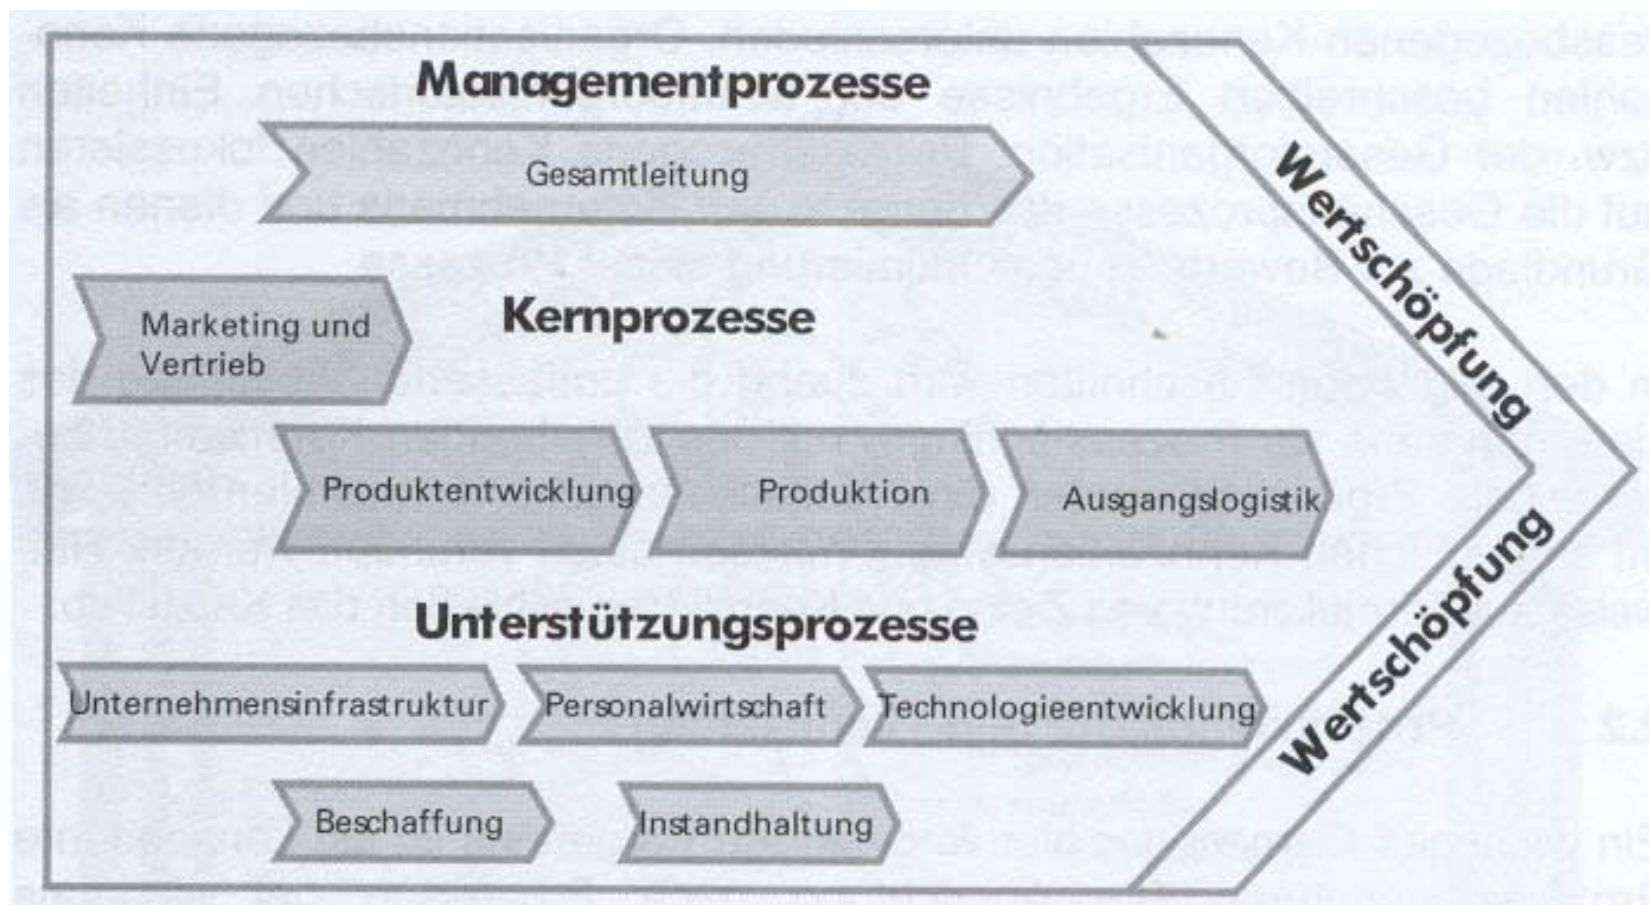 Managementprozesse
Gesamtleitung
Marketing und
Vertrieb
Kernprozesse
Produktentwicklung
Produktion
Ausgangslogistik
Unterstützungsprozesse
Unternehmensinfrastruktur
Personalwirtschaft
Technologieentwicklung
Beschaffung
Instandhaltung
Wertschöpfung
Wertschöpfung